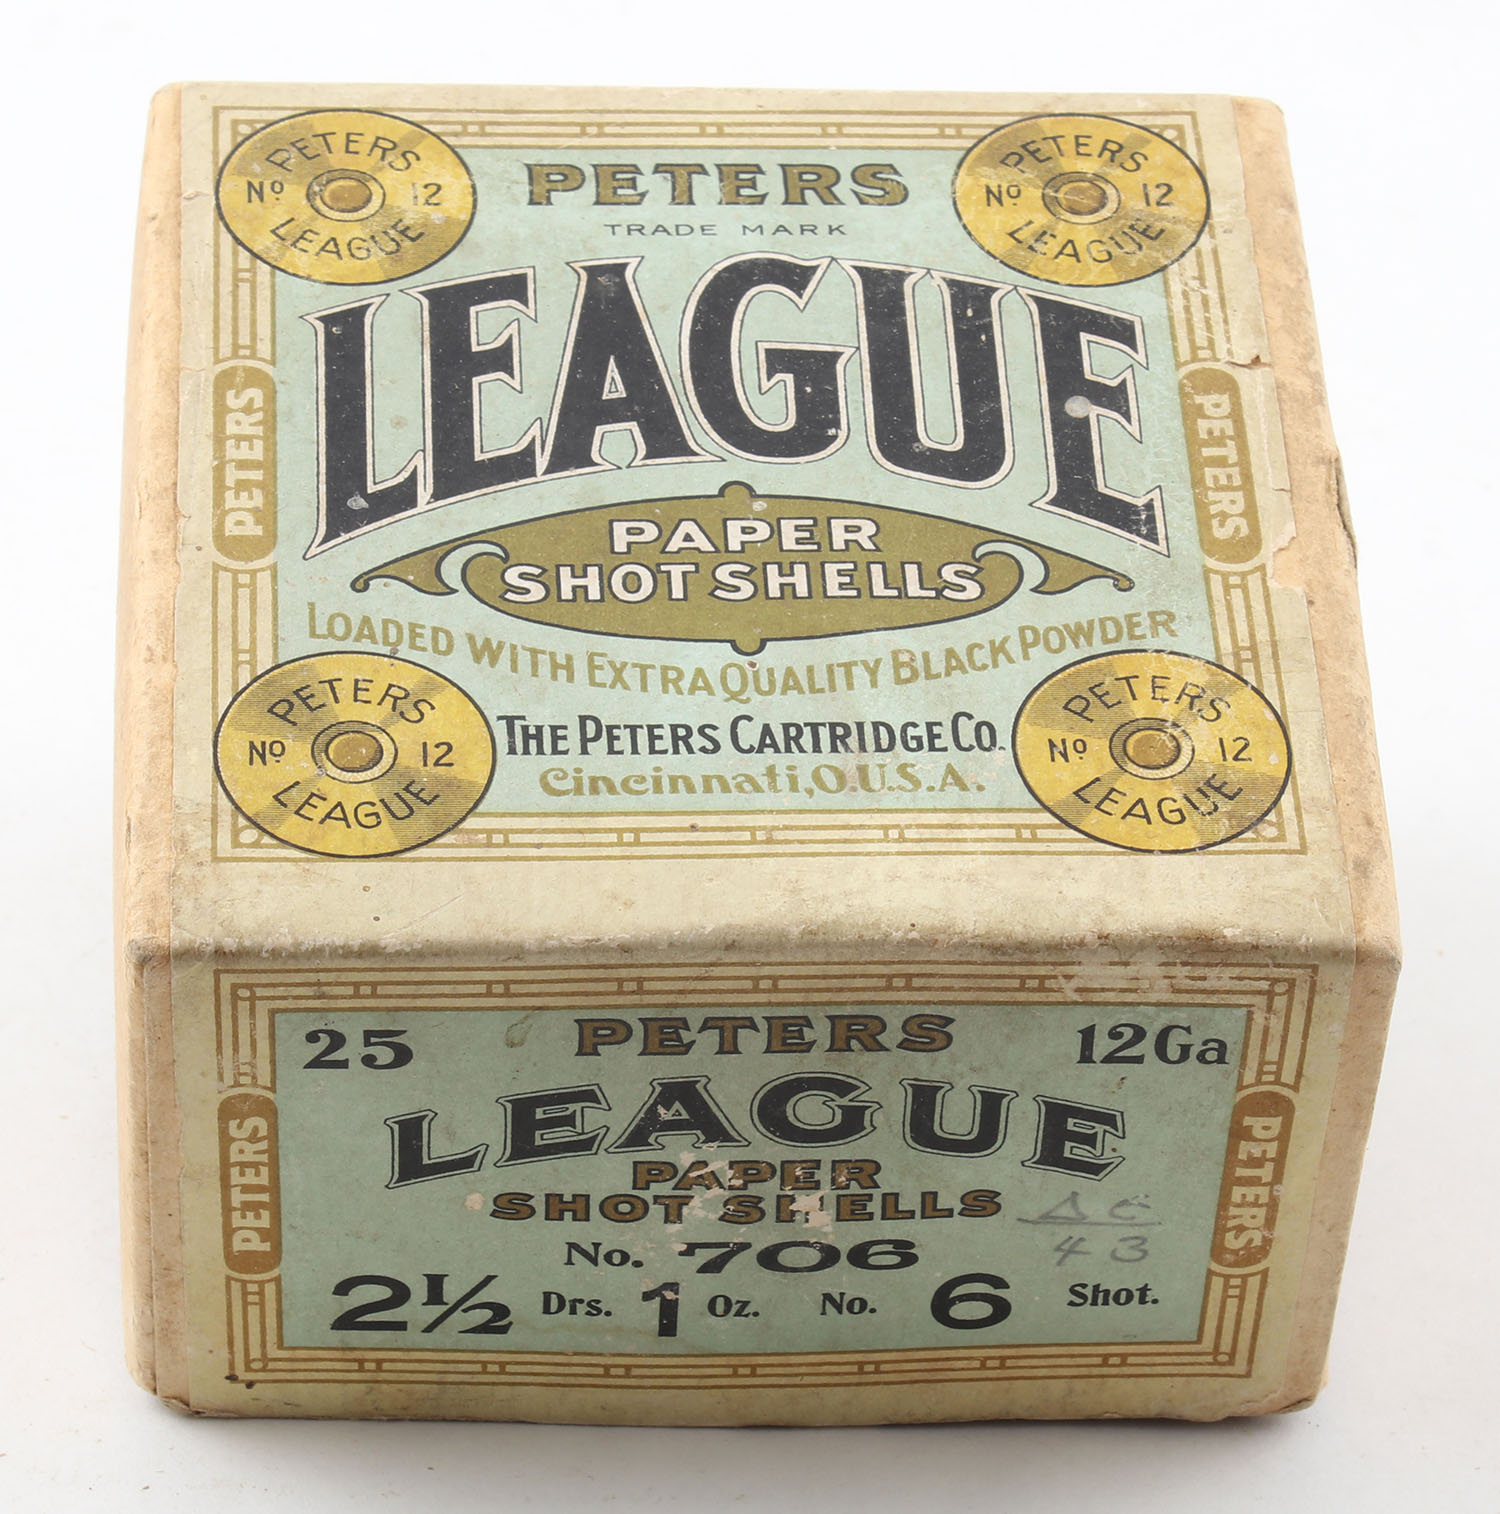 PETERS
No 12
LEAGUE
PETERS
No 12
LEAGUE
PETERS
TRADE MARK
LEAGUE
PETERS
PETERS
PAPER
SHOT SHELLS
LOADED WITH EXTRA QUALITY BLACK POWDER
PETERS
No 12
LEAGUE
PETERS
No 12
LEAGUE
THE PETERS CARTRIDGE CO.
Cincinnati, O.U.S.A.
25
PETERS
12Ga
LEAGUE
PETERS
PETERS
PAPER
SHOT SHELLS
No. 706
43
2½ Drs. 1 Oz. No. 6 Shot.